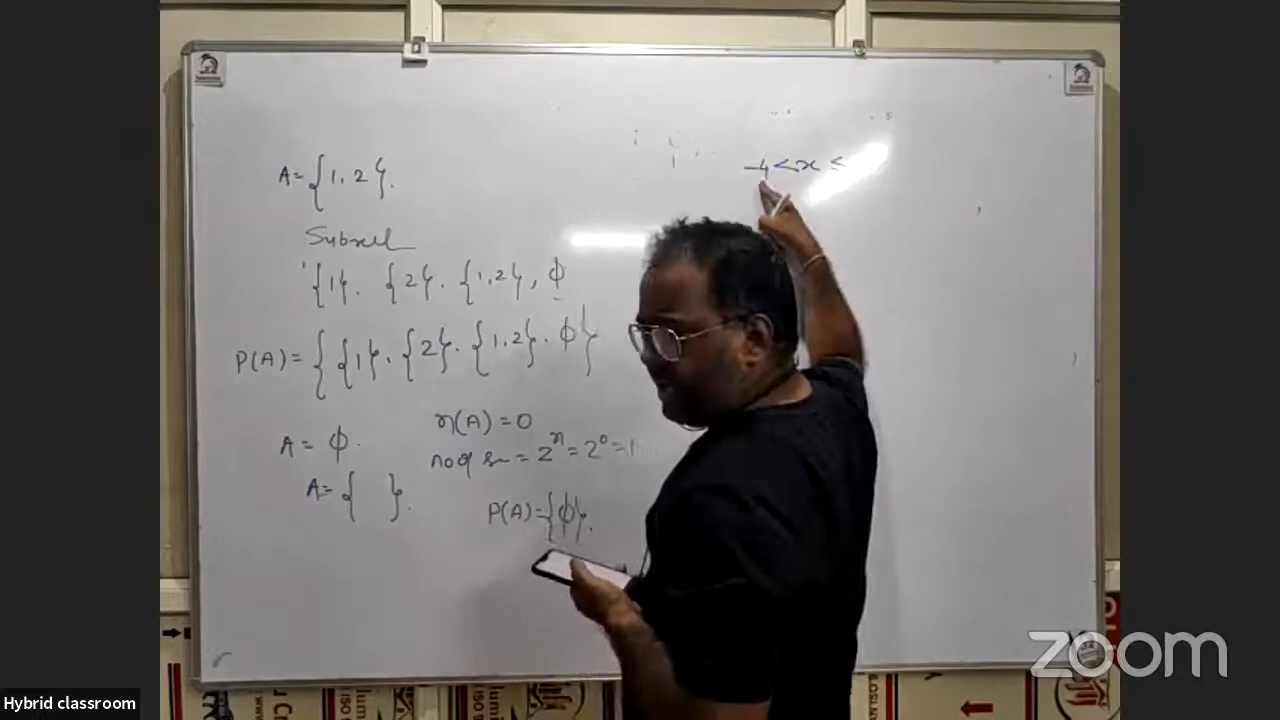 A = {1, 2}.
Subset
{1}. {2}. {1, 2}, ϕ
P(A) = { {1}, {2}. {1, 2}. ϕ }
A = ϕ.
n(A) = 0
no of = 2ⁿ = 2⁰ = 1
A = { }.
P(A) = {ϕ}.
-4 < x ≤
zoom
Hybrid classroom